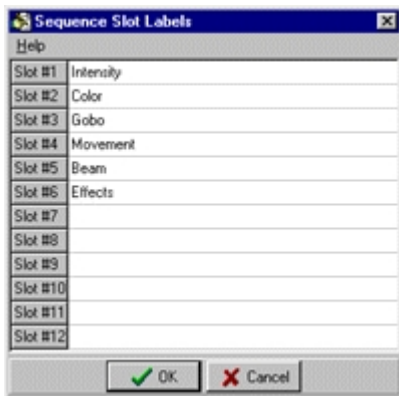 Sequence Slot Labels
Help
Slot #1 Intensity
Slot #2 Color
Slot #3 Gobo
Slot #4 Movement
Slot #5 Beam
Slot #6 Effects
Slot #7
Slot #8
Slot #9
Slot #10
Slot #11
Slot #12
OK Cancel